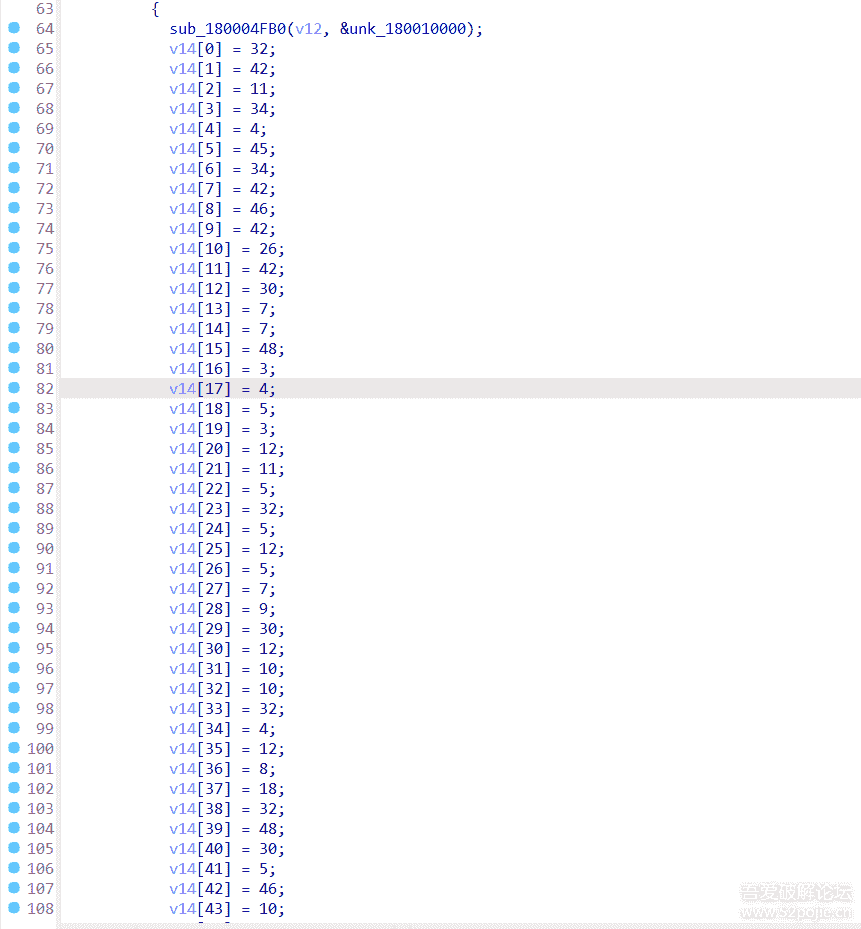 63 {
64 sub_180004FB0(v12, &unk_180010000);
65 v14[0] = 32;
66 v14[1] = 42;
67 v14[2] = 11;
68 v14[3] = 34;
69 v14[4] = 4;
70 v14[5] = 45;
71 v14[6] = 34;
72 v14[7] = 42;
73 v14[8] = 46;
74 v14[9] = 42;
75 v14[10] = 26;
76 v14[11] = 42;
77 v14[12] = 30;
78 v14[13] = 7;
79 v14[14] = 7;
80 v14[15] = 48;
81 v14[16] = 3;
82 v14[17] = 4;
83 v14[18] = 5;
84 v14[19] = 3;
85 v14[20] = 12;
86 v14[21] = 11;
87 v14[22] = 5;
88 v14[23] = 32;
89 v14[24] = 5;
90 v14[25] = 12;
91 v14[26] = 5;
92 v14[27] = 7;
93 v14[28] = 9;
94 v14[29] = 30;
95 v14[30] = 12;
96 v14[31] = 10;
97 v14[32] = 10;
98 v14[33] = 32;
99 v14[34] = 4;
100 v14[35] = 12;
101 v14[36] = 8;
102 v14[37] = 18;
103 v14[38] = 32;
104 v14[39] = 48;
105 v14[40] = 30;
106 v14[41] = 5;
107 v14[42] = 46;
108 v14[43] = 10;
吾爱破解论坛
www.52pojie.cn